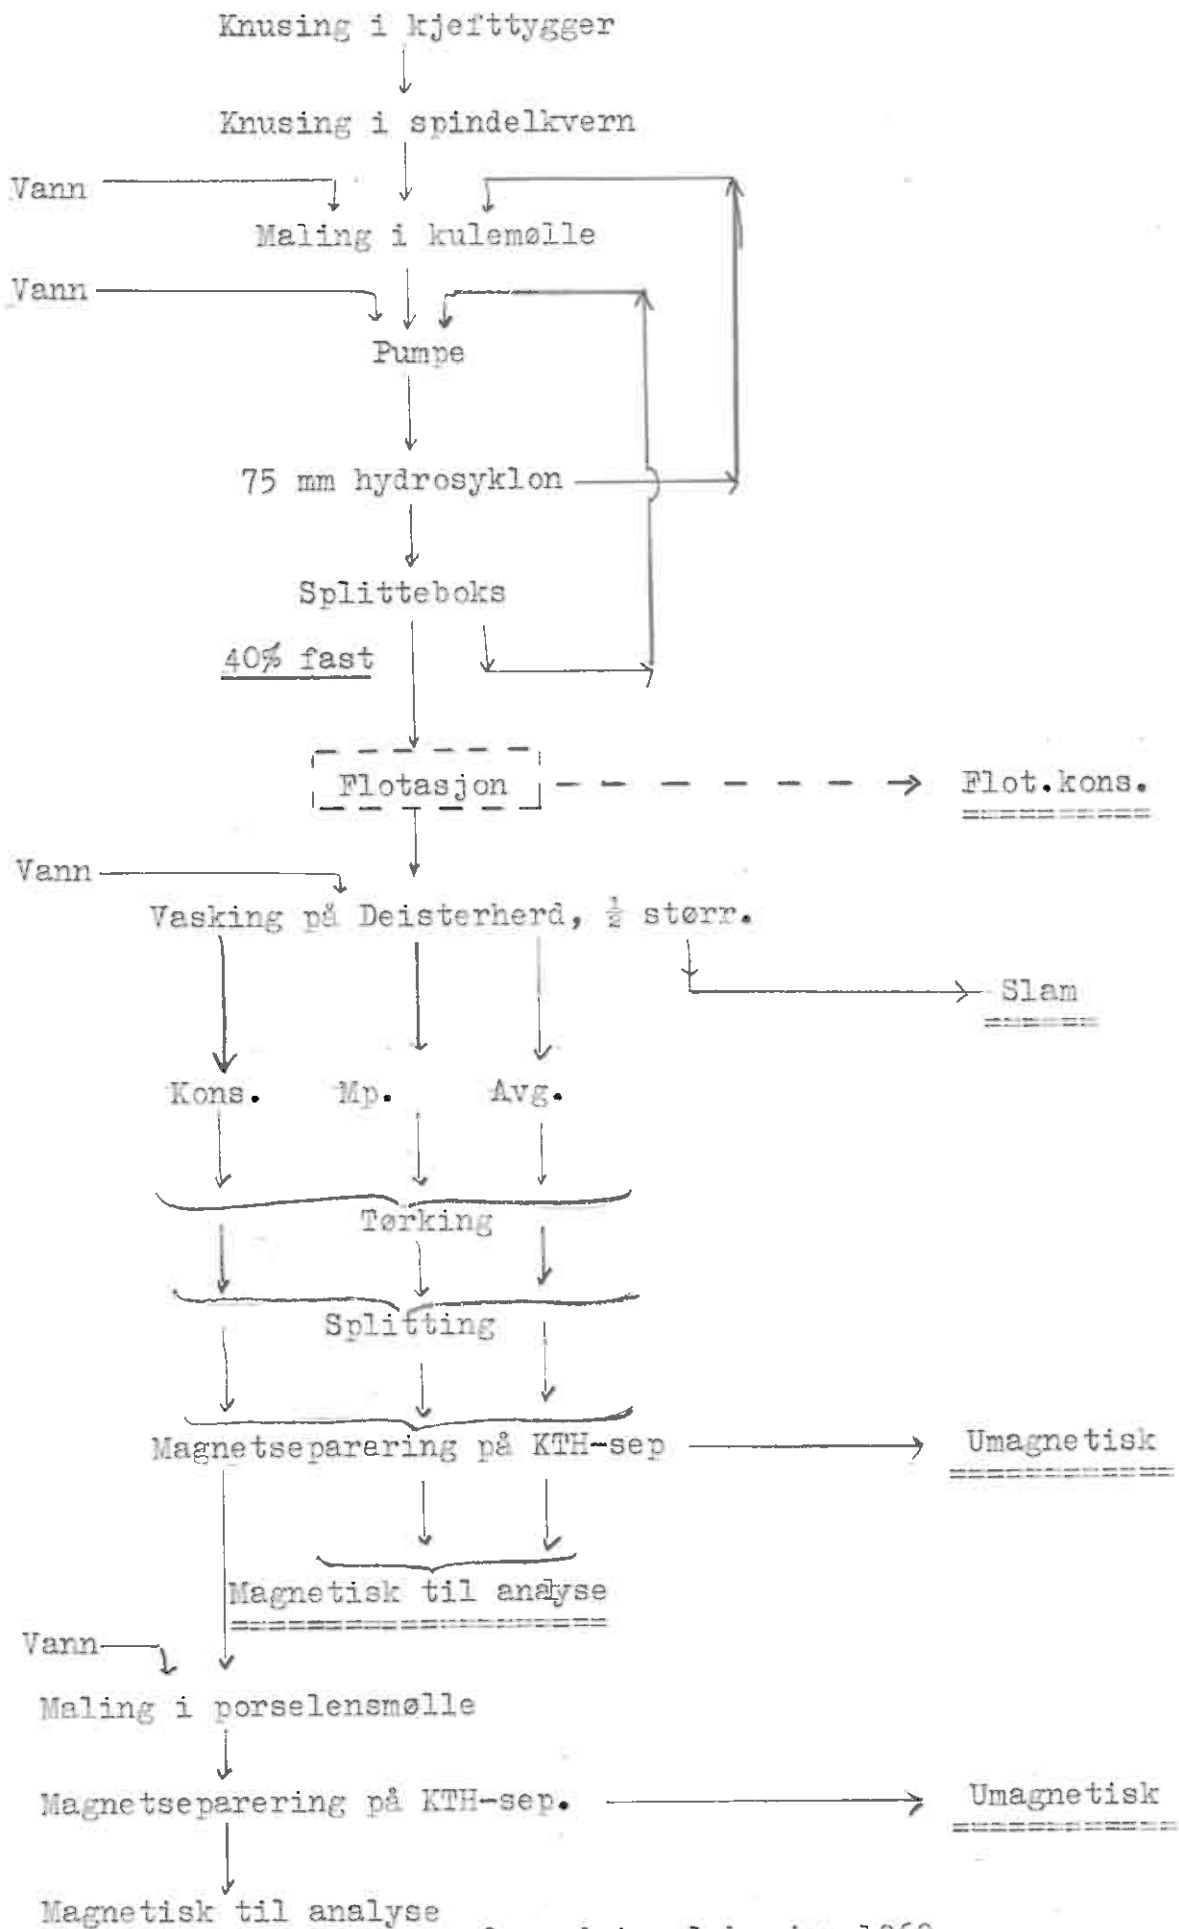 Knusing i kjefttygger
Knusing i spindelkvern
Vann
Maling i kulemølle
Vann
Pumpe
75 mm hydrosyklon
Splitteboks
40% fast
Flotasjon
Flot.kons.
Vann
Vasking på Deisterherd, ½ størr.
Slam
Kons.
Mp.
Avg.
Tørking
Splitting
Magnetseparering på KTH-sep
Umagnetisk
Magnetisk til analyse
Vann
Maling i porselensmølle
Magnetseparering på KTH-sep.
Umagnetisk
Magnetisk til analyse